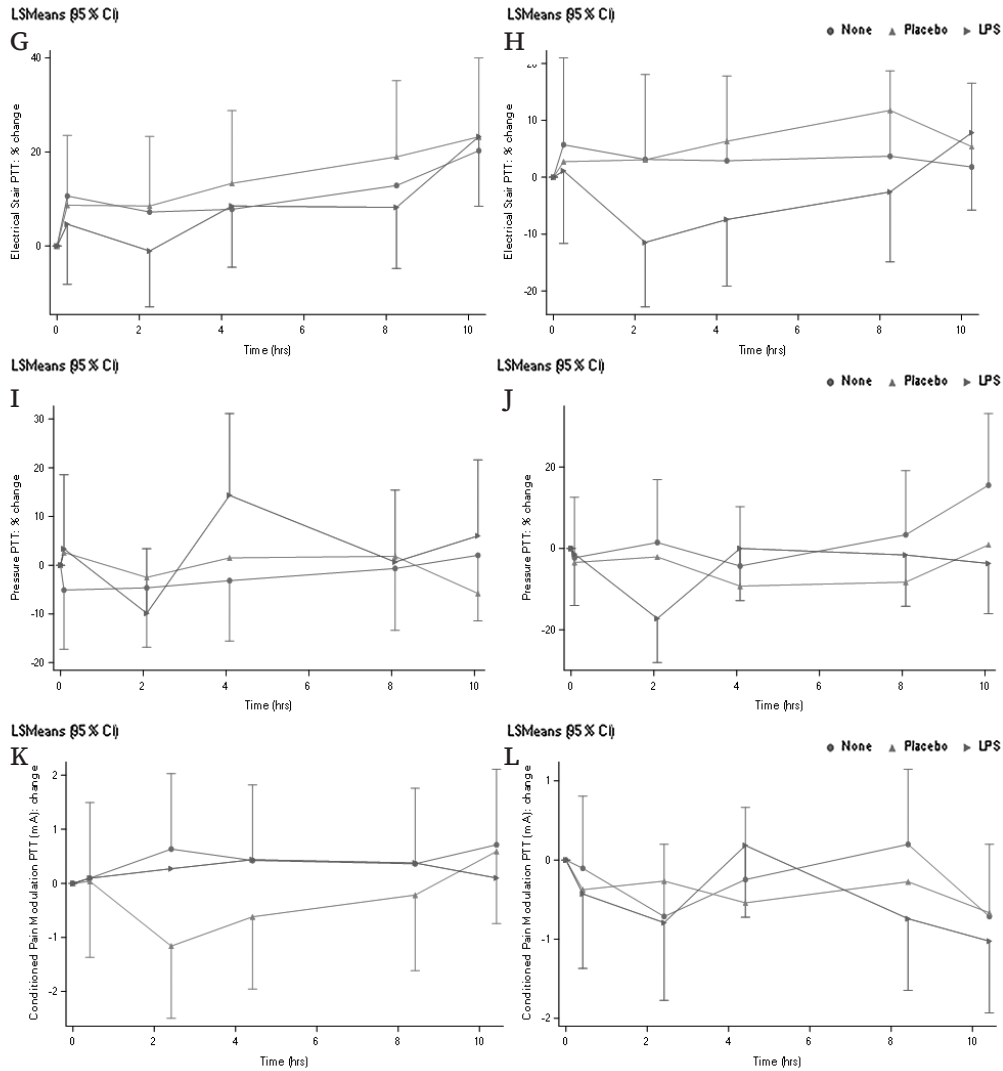 LSMeans (95 % CI)
G
Electrical Stair PTT: % change
40
20
0
0 2 4 6 8 10
Time (hrs)
LSMeans (95 % CI)
H
None Placebo LPS
Electrical Stair PTT: % change
20
10
0
-10
-20
0 2 4 6 8 10
Time (hrs)
LSMeans (95 % CI)
I
Pressure PTT: % change
30
20
10
0
-10
-20
0 2 4 6 8 10
Time (hrs)
LSMeans (95 % CI)
J
None Placebo LPS
Pressure PTT: % change
20
0
-20
0 2 4 6 8 10
Time (hrs)
LSMeans (95 % CI)
K
Conditioned Pain Modulation PTT (mA): change
2
1
0
-1
-2
0 2 4 6 8 10
Time (hrs)
LSMeans (95 % CI)
L
None Placebo LPS
Conditioned Pain Modulation PTT (mA): change
1
0
-1
-2
0 2 4 6 8 10
Time (hrs)